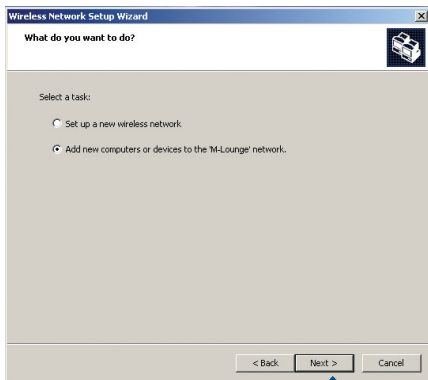 Wireless Network Setup Wizard
What do you want to do?
Select a task:
Set up a new wireless network
Add new computers or devices to the 'M-Lounge' network.
< Back Next > Cancel